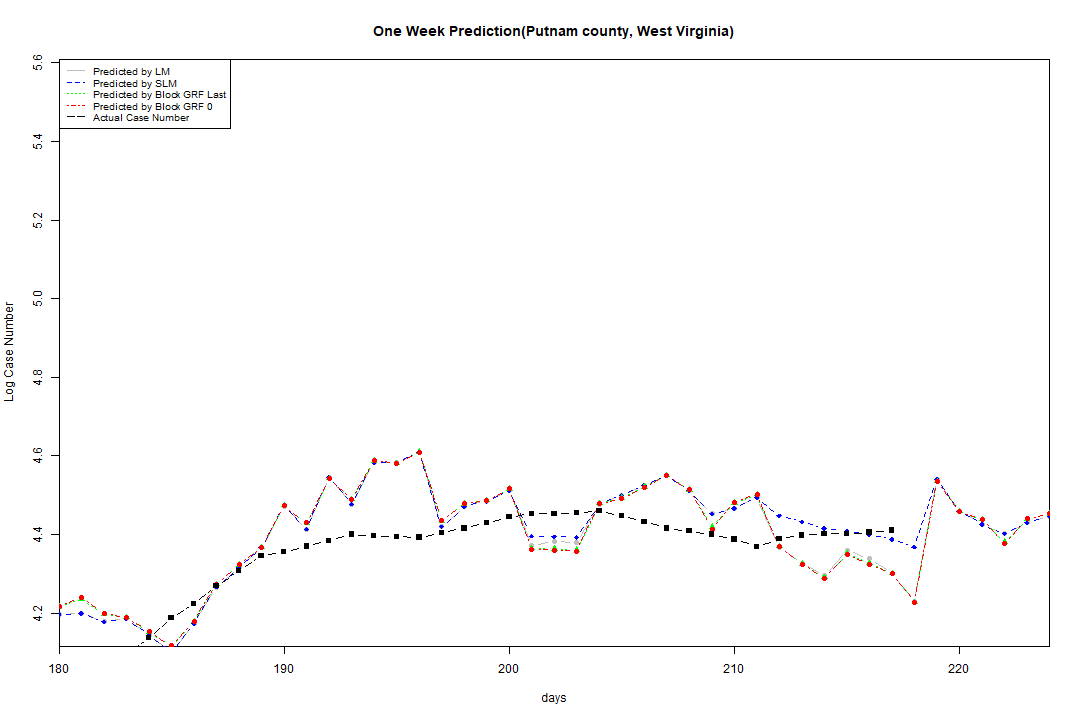 One Week Prediction(Putnam county, West Virginia)
Predicted by LM
Predicted by SLM
Predicted by Block GRF Last
Predicted by Block GRF 0
Actual Case Number
Log Case Number
5.6
5.4
5.2
5.0
4.8
4.6
4.4
4.2
180 190 200 210 220
days